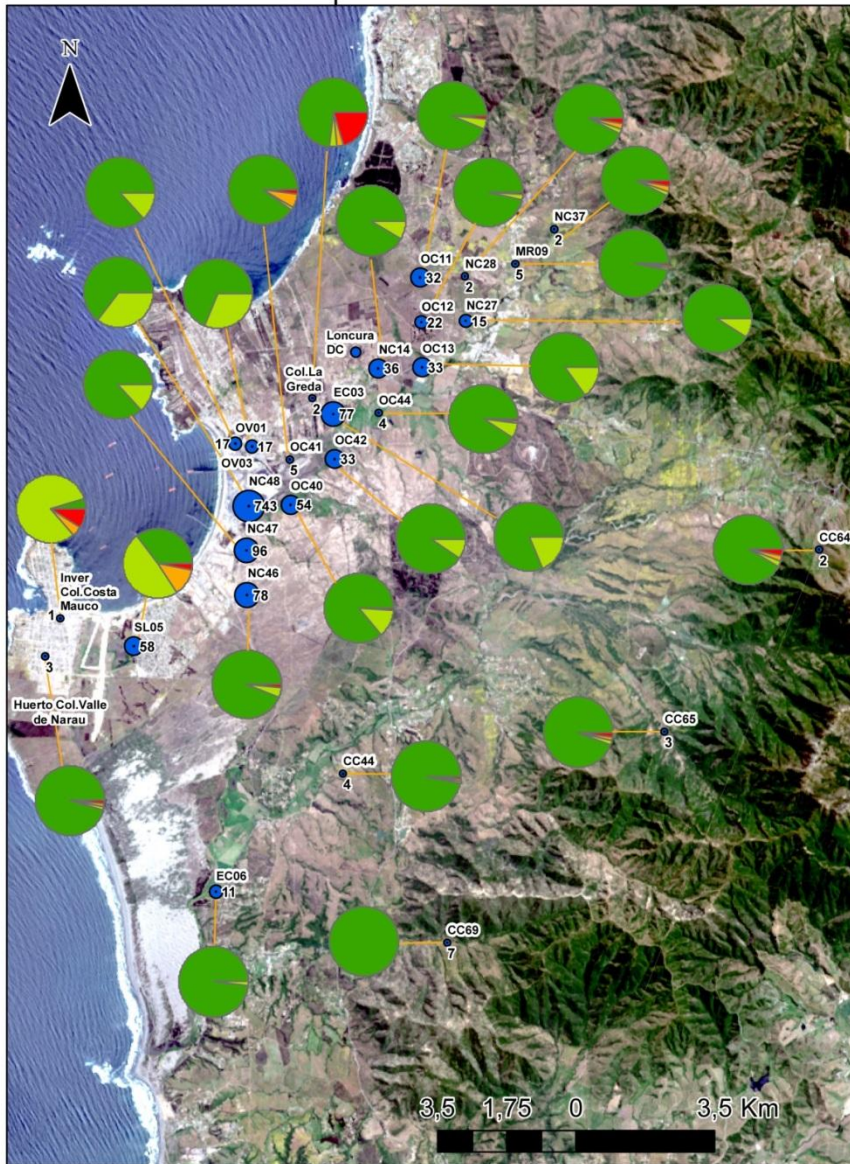 N
NC37
2
OC11
32
NC28
2
MR09
5
OC12
22
NC27
15
Loncura
DC
NC14
36
OC13
33
Col.La
Greda
2
EC03
77
OC44
4
OV01
17
17
OV03
OC41
5
OC42
33
NC48
743
OC40
54
NC47
96
CC64
2
NC46
78
Inver
Col.Costa
Mauco
1
SL05
58
3
Huerto Col.Valle
de Narau
CC65
3
CC44
4
EC06
11
CC69
7
3,5 1,75 0 3,5 Km